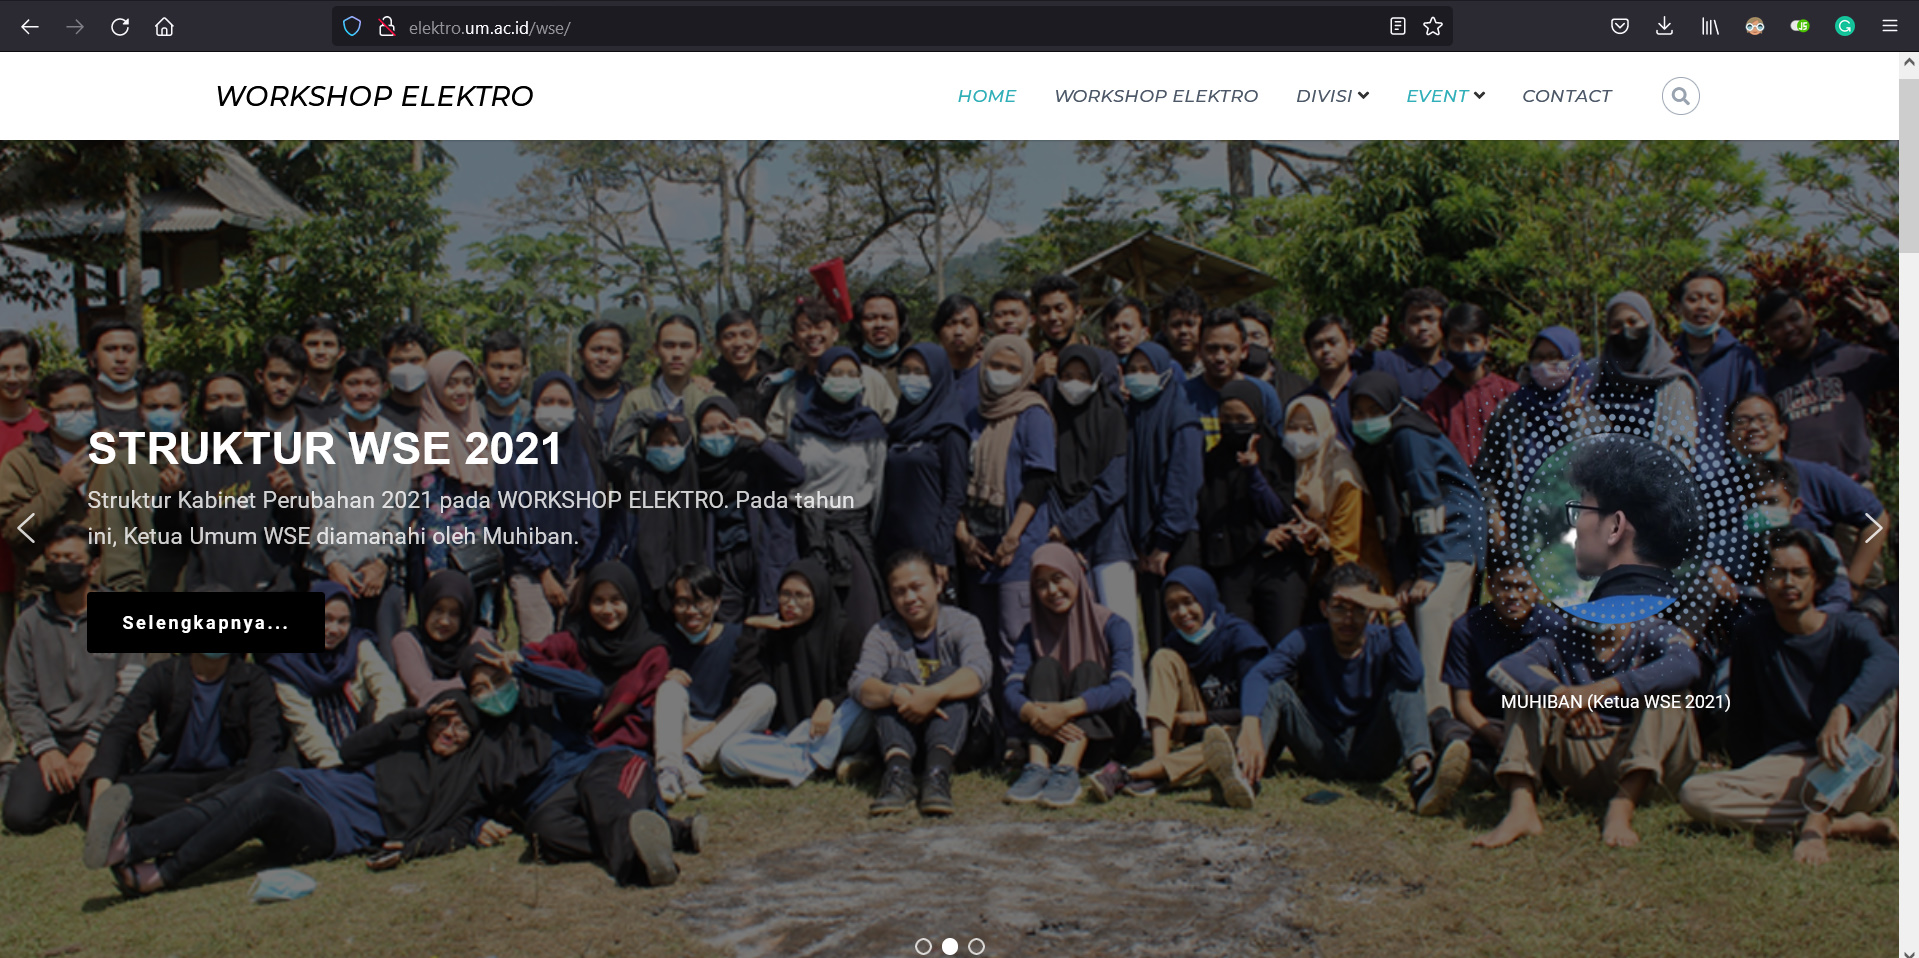 elektro.um.ac.id/wse/
WORKSHOP ELEKTRO
HOME WORKSHOP ELEKTRO DIVISI EVENT CONTACT
STRUKTUR WSE 2021
Struktur Kabinet Perubahan 2021 pada WORKSHOP ELEKTRO. Pada tahun
ini, Ketua Umum WSE diamanahi oleh Muhiban.
Selengkapnya...
MUHIBAN (Ketua WSE 2021)